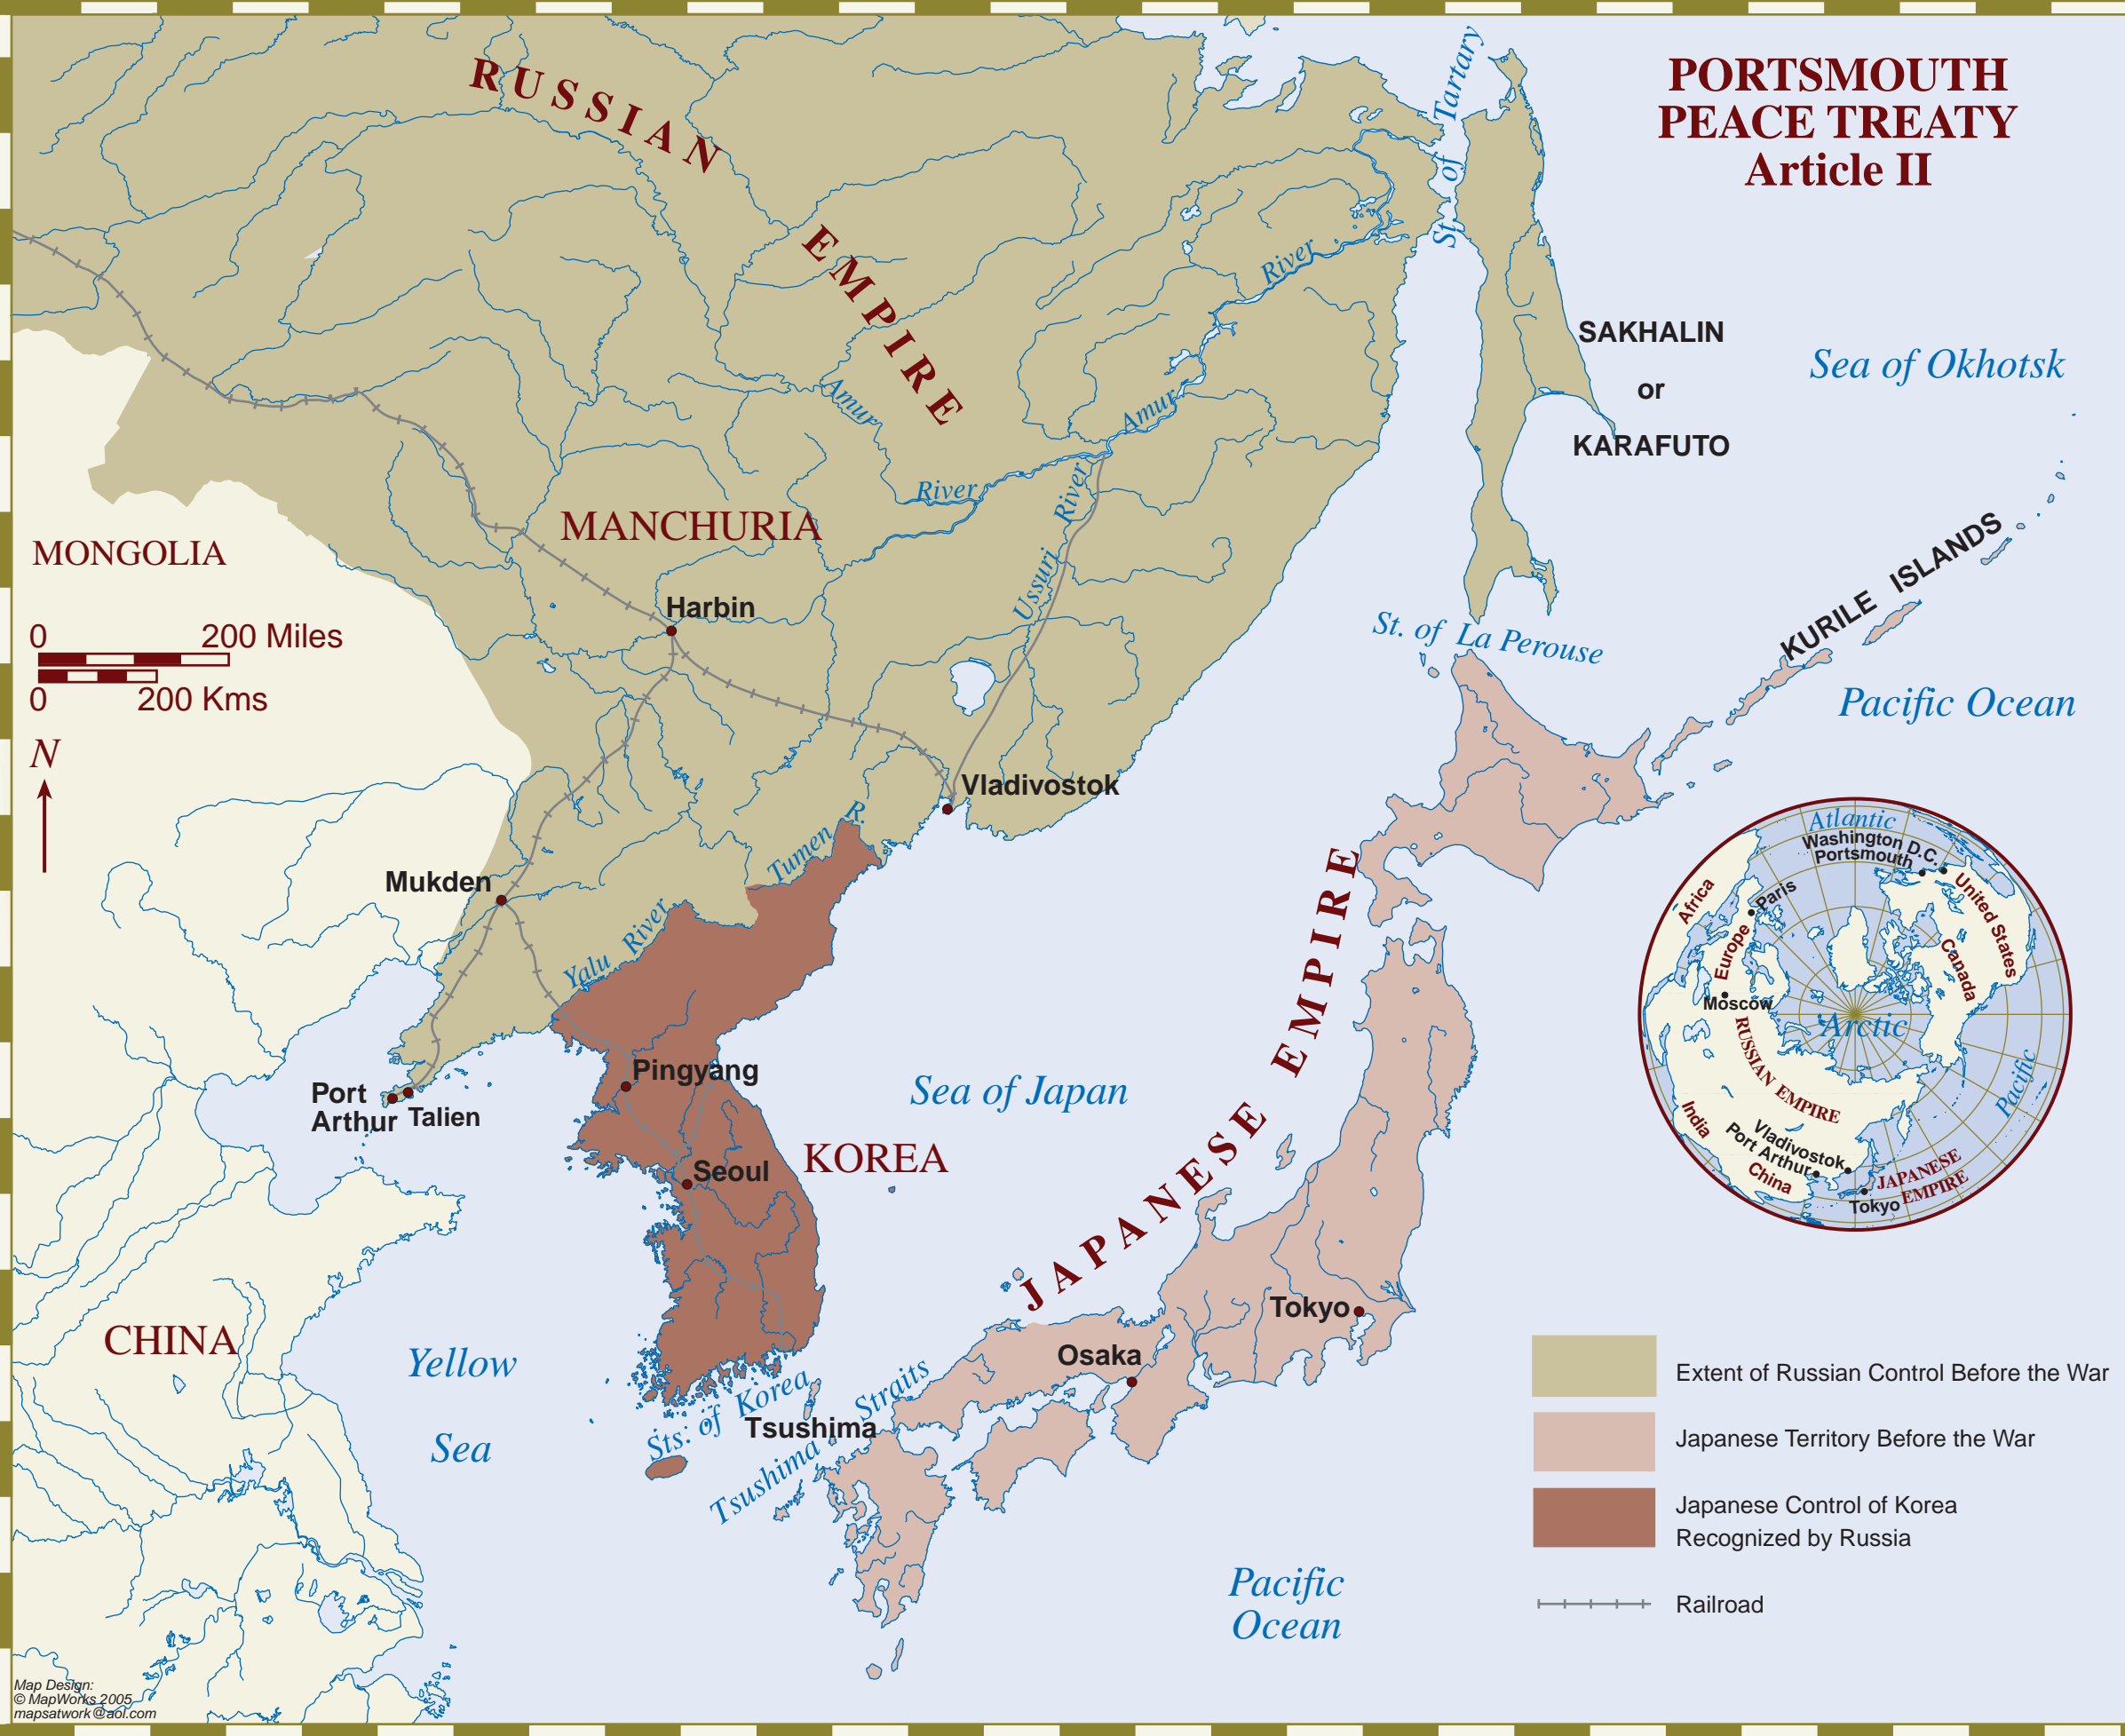 PORTSMOUTH
PEACE TREATY
Article II
RUSSIAN
EMPIRE
St. of Tartary
River
SAKHALIN
or
KARAFUTO
Sea of Okhotsk
Amur
Amur
River
River
Ussuri
MANCHURIA
MONGOLIA
KURILE ISLANDS
Harbin
0 200 Miles
0 200 Kms
N
St. of La Perouse
Pacific Ocean
Vladivostok
Tumen R.
Mukden
Yalu River
Port
Arthur
Talien
Pingyang
Seoul
KOREA
Sea of Japan
JAPANESE EMPIRE
Atlantic
Washington D.C.
Portsmouth
Africa
Paris
United States
Europe
Canada
Moscow
Arctic
RUSSIAN EMPIRE
Pacific
India
Vladivostok
Port Arthur
China
JAPANESE
EMPIRE
Tokyo
CHINA
Yellow
Sea
Tokyo
Osaka
Sts. of Korea
Tsushima
Tsushima Straits
Pacific
Ocean
Extent of Russian Control Before the War
Japanese Territory Before the War
Japanese Control of Korea
Recognized by Russia
Railroad
Map Design:
© MapWorks 2005
mapsatwork@aol.com